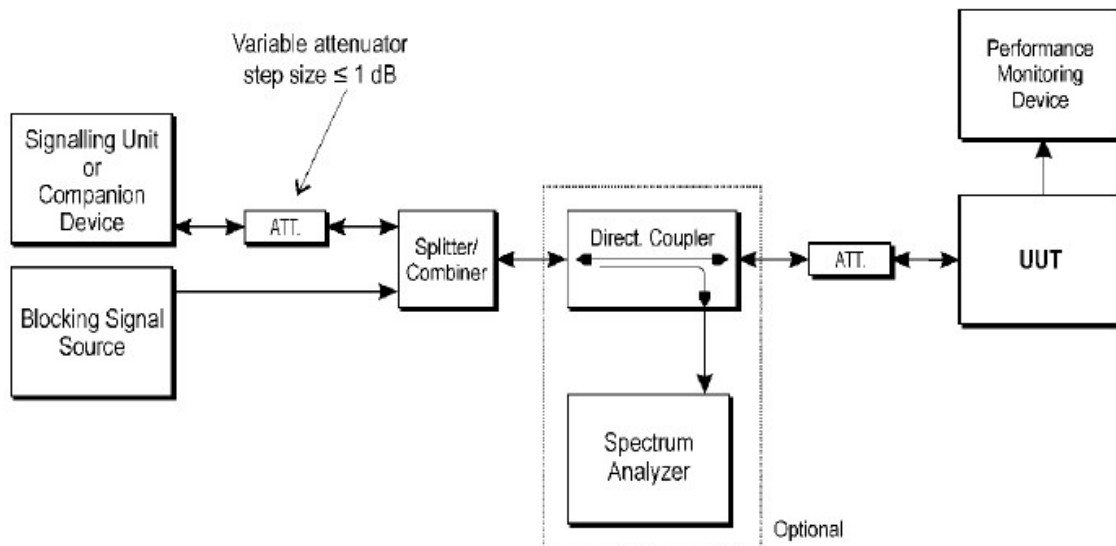 Variable attenuator
step size ≤ 1 dB
Performance
Monitoring
Device
Signalling Unit
or
Companion
Device
ATT.
Splitter/
Combiner
Direct. Coupler
ATT.
UUT
Blocking Signal
Source
Spectrum
Analyzer
Optional